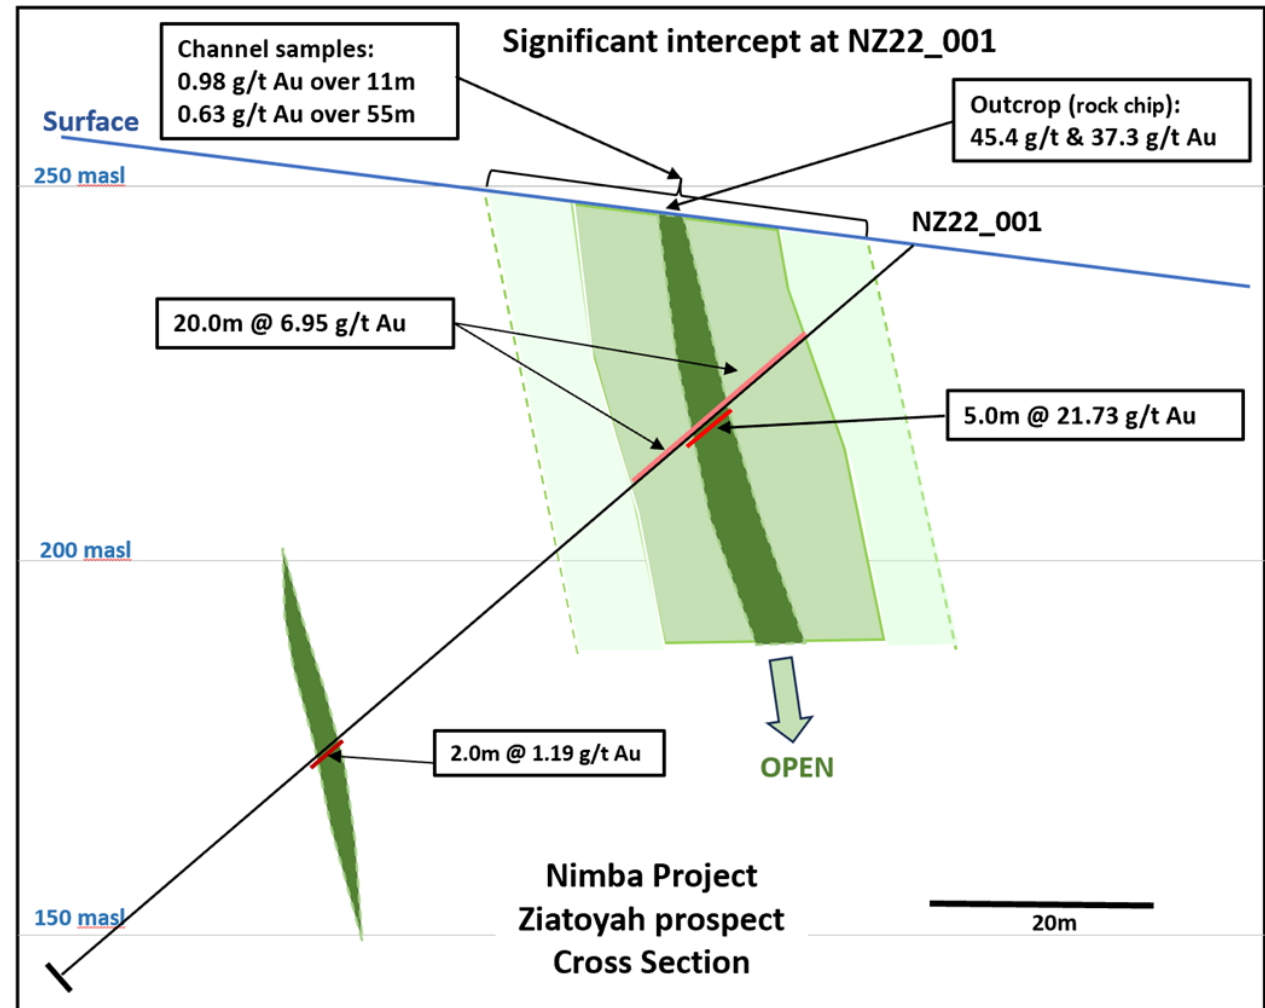 Significant intercept at NZ22_001
Channel samples:
0.98 g/t Au over 11m
0.63 g/t Au over 55m
Outcrop (rock chip):
45.4 g/t & 37.3 g/t Au
Surface
250 masl
NZ22_001
20.0m @ 6.95 g/t Au
5.0m @ 21.73 g/t Au
200 masl
2.0m @ 1.19 g/t Au
OPEN
150 masl
Nimba Project
Ziatoyah prospect
Cross Section
20m